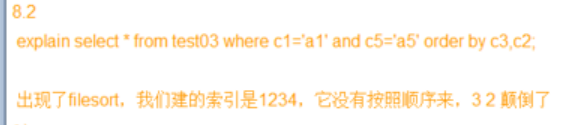 8.2
explain select * from test03 where c1='a1' and c5='a5' order by c3,c2;
出现了filesort，我们建的索引是1234，它没有按照顺序来，3 2 颠倒了